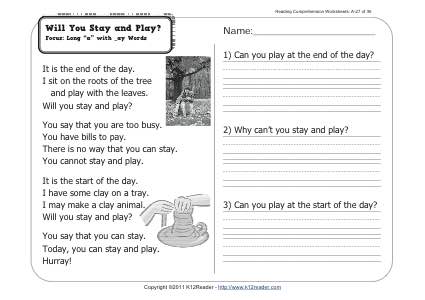 Reading Comprehension Worksheets: A-27 of 36
Will You Stay and Play?
Focus: Long "a" with _ay Words
Name:
It is the end of the day.
I sit on the roots of the tree
and play with the leaves.
Will you stay and play?
You say that you are too busy.
You have bills to pay.
There is no way that you can stay.
You cannot stay and play.
It is the start of the day.
I have some clay on a tray.
I may make a clay animal.
Will you stay and play?
You say that you can stay.
Today, you can stay and play.
Hurray!
1) Can you play at the end of the day?
2) Why can't you stay and play?
3) Can you play at the start of the day?
Copyright ©2011 K12Reader - http://www.k12reader.com